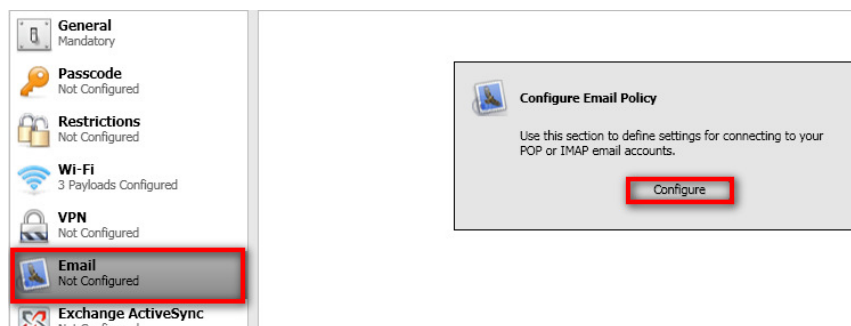 General
Mandatory
Passcode
Not Configured
Restrictions
Not Configured
Wi-Fi
3 Payloads Configured
VPN
Not Configured
Email
Not Configured
Exchange ActiveSync
Not Configured
Configure Email Policy
Use this section to define settings for connecting to your
POP or IMAP email accounts.
Configure